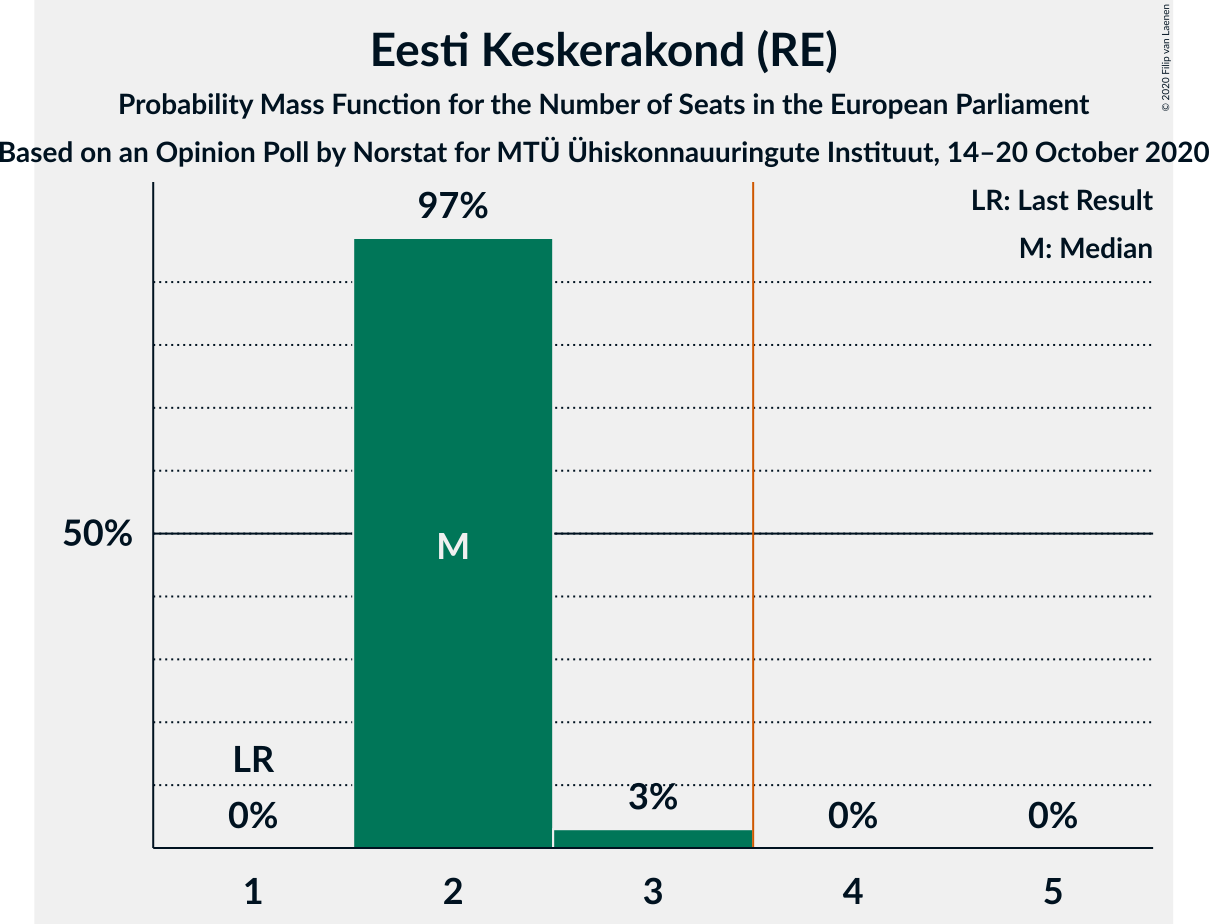 Eesti Keskerakond (RE)
Probability Mass Function for the Number of Seats in the European Parliament
Based on an Opinion Poll by Norstat for MTÜ Ühiskonnauuringute Instituut, 14–20 October 2020
© 2020 Filip van Laenen
LR: Last Result
M: Median
97%
50%
M
LR
0%
3%
0%
0%
1
2
3
4
5